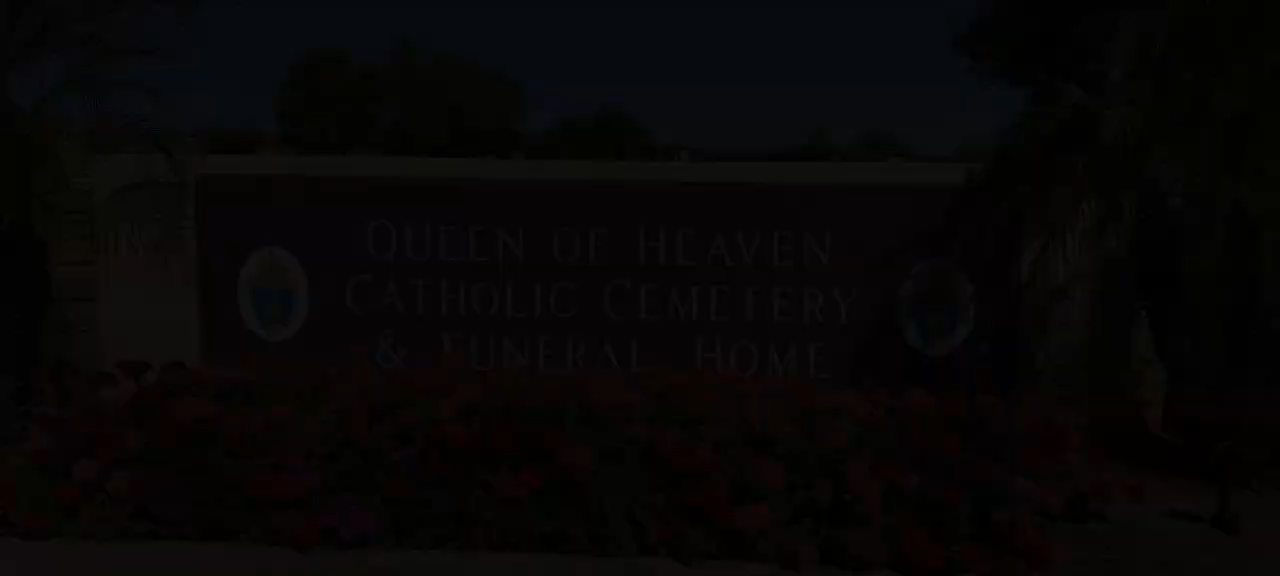 QUEEN OF HEAVEN
CATHOLIC CEMETERY
& FUNERAL HOME